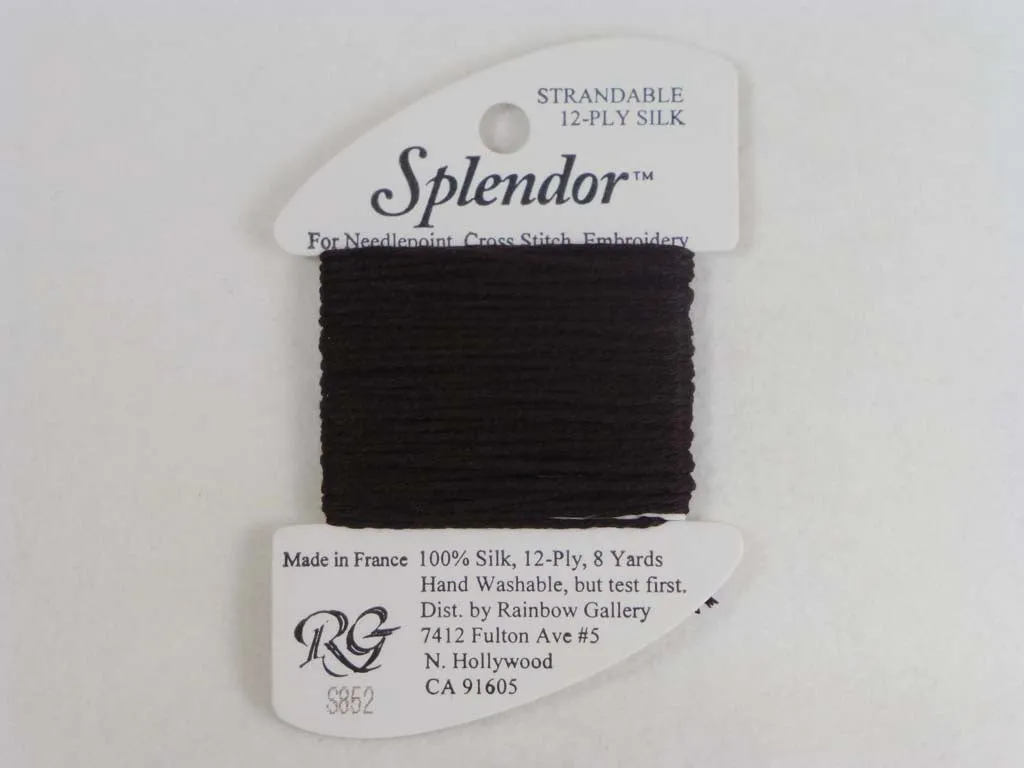 STRANDABLE
12-PLY SILK
Splendor™
For Needlepoint, Cross Stitch, Embroidery
Made in France 100% Silk, 12-Ply, 8 Yards
Hand Washable, but test first.
Dist. by Rainbow Gallery
7412 Fulton Ave #5
N. Hollywood
CA 91605
RG
S852